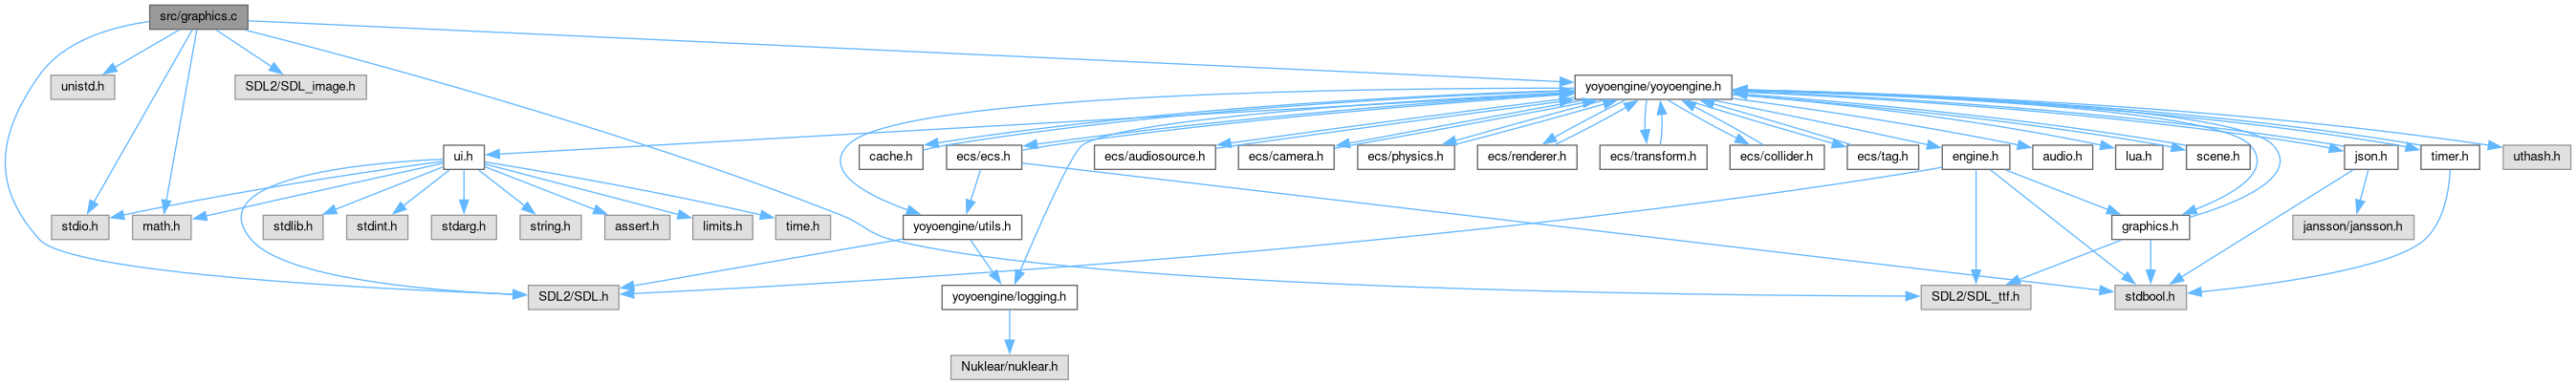 src/graphics.c
unistd.h
SDL2/SDL_image.h
yoyoengine/yoyoengine.h
ui.h
cache.h
ecs/ecs.h
ecs/audiosource.h
ecs/camera.h
ecs/physics.h
ecs/renderer.h
ecs/transform.h
ecs/collider.h
ecs/tag.h
engine.h
audio.h
lua.h
scene.h
json.h
timer.h
uthash.h
stdio.h
math.h
stdlib.h
stdint.h
stdarg.h
string.h
assert.h
limits.h
time.h
yoyoengine/utils.h
graphics.h
jansson/jansson.h
SDL2/SDL.h
yoyoengine/logging.h
SDL2/SDL_ttf.h
stdbool.h
Nuklear/nuklear.h